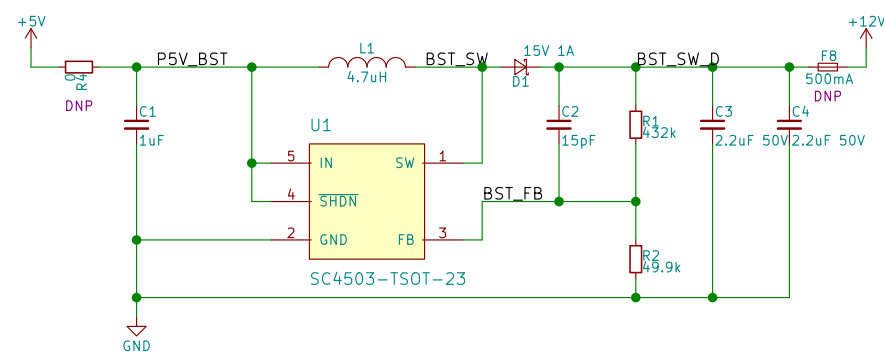 +5V
+12V
L1
15V 1A
P5V_BST
BST_SW
BST_SW_D
F8
0
R4
4.7uH
D1
500mA
DNP
DNP
C1
1uF
U1
C2
15pF
R1
432k
C3
2.2uF 50V
C4
2.2uF 50V
5
IN
SW
1
4
SHDN
BST_FB
2
GND
FB
3
R2
49.9k
SC4503-TSOT-23
GND